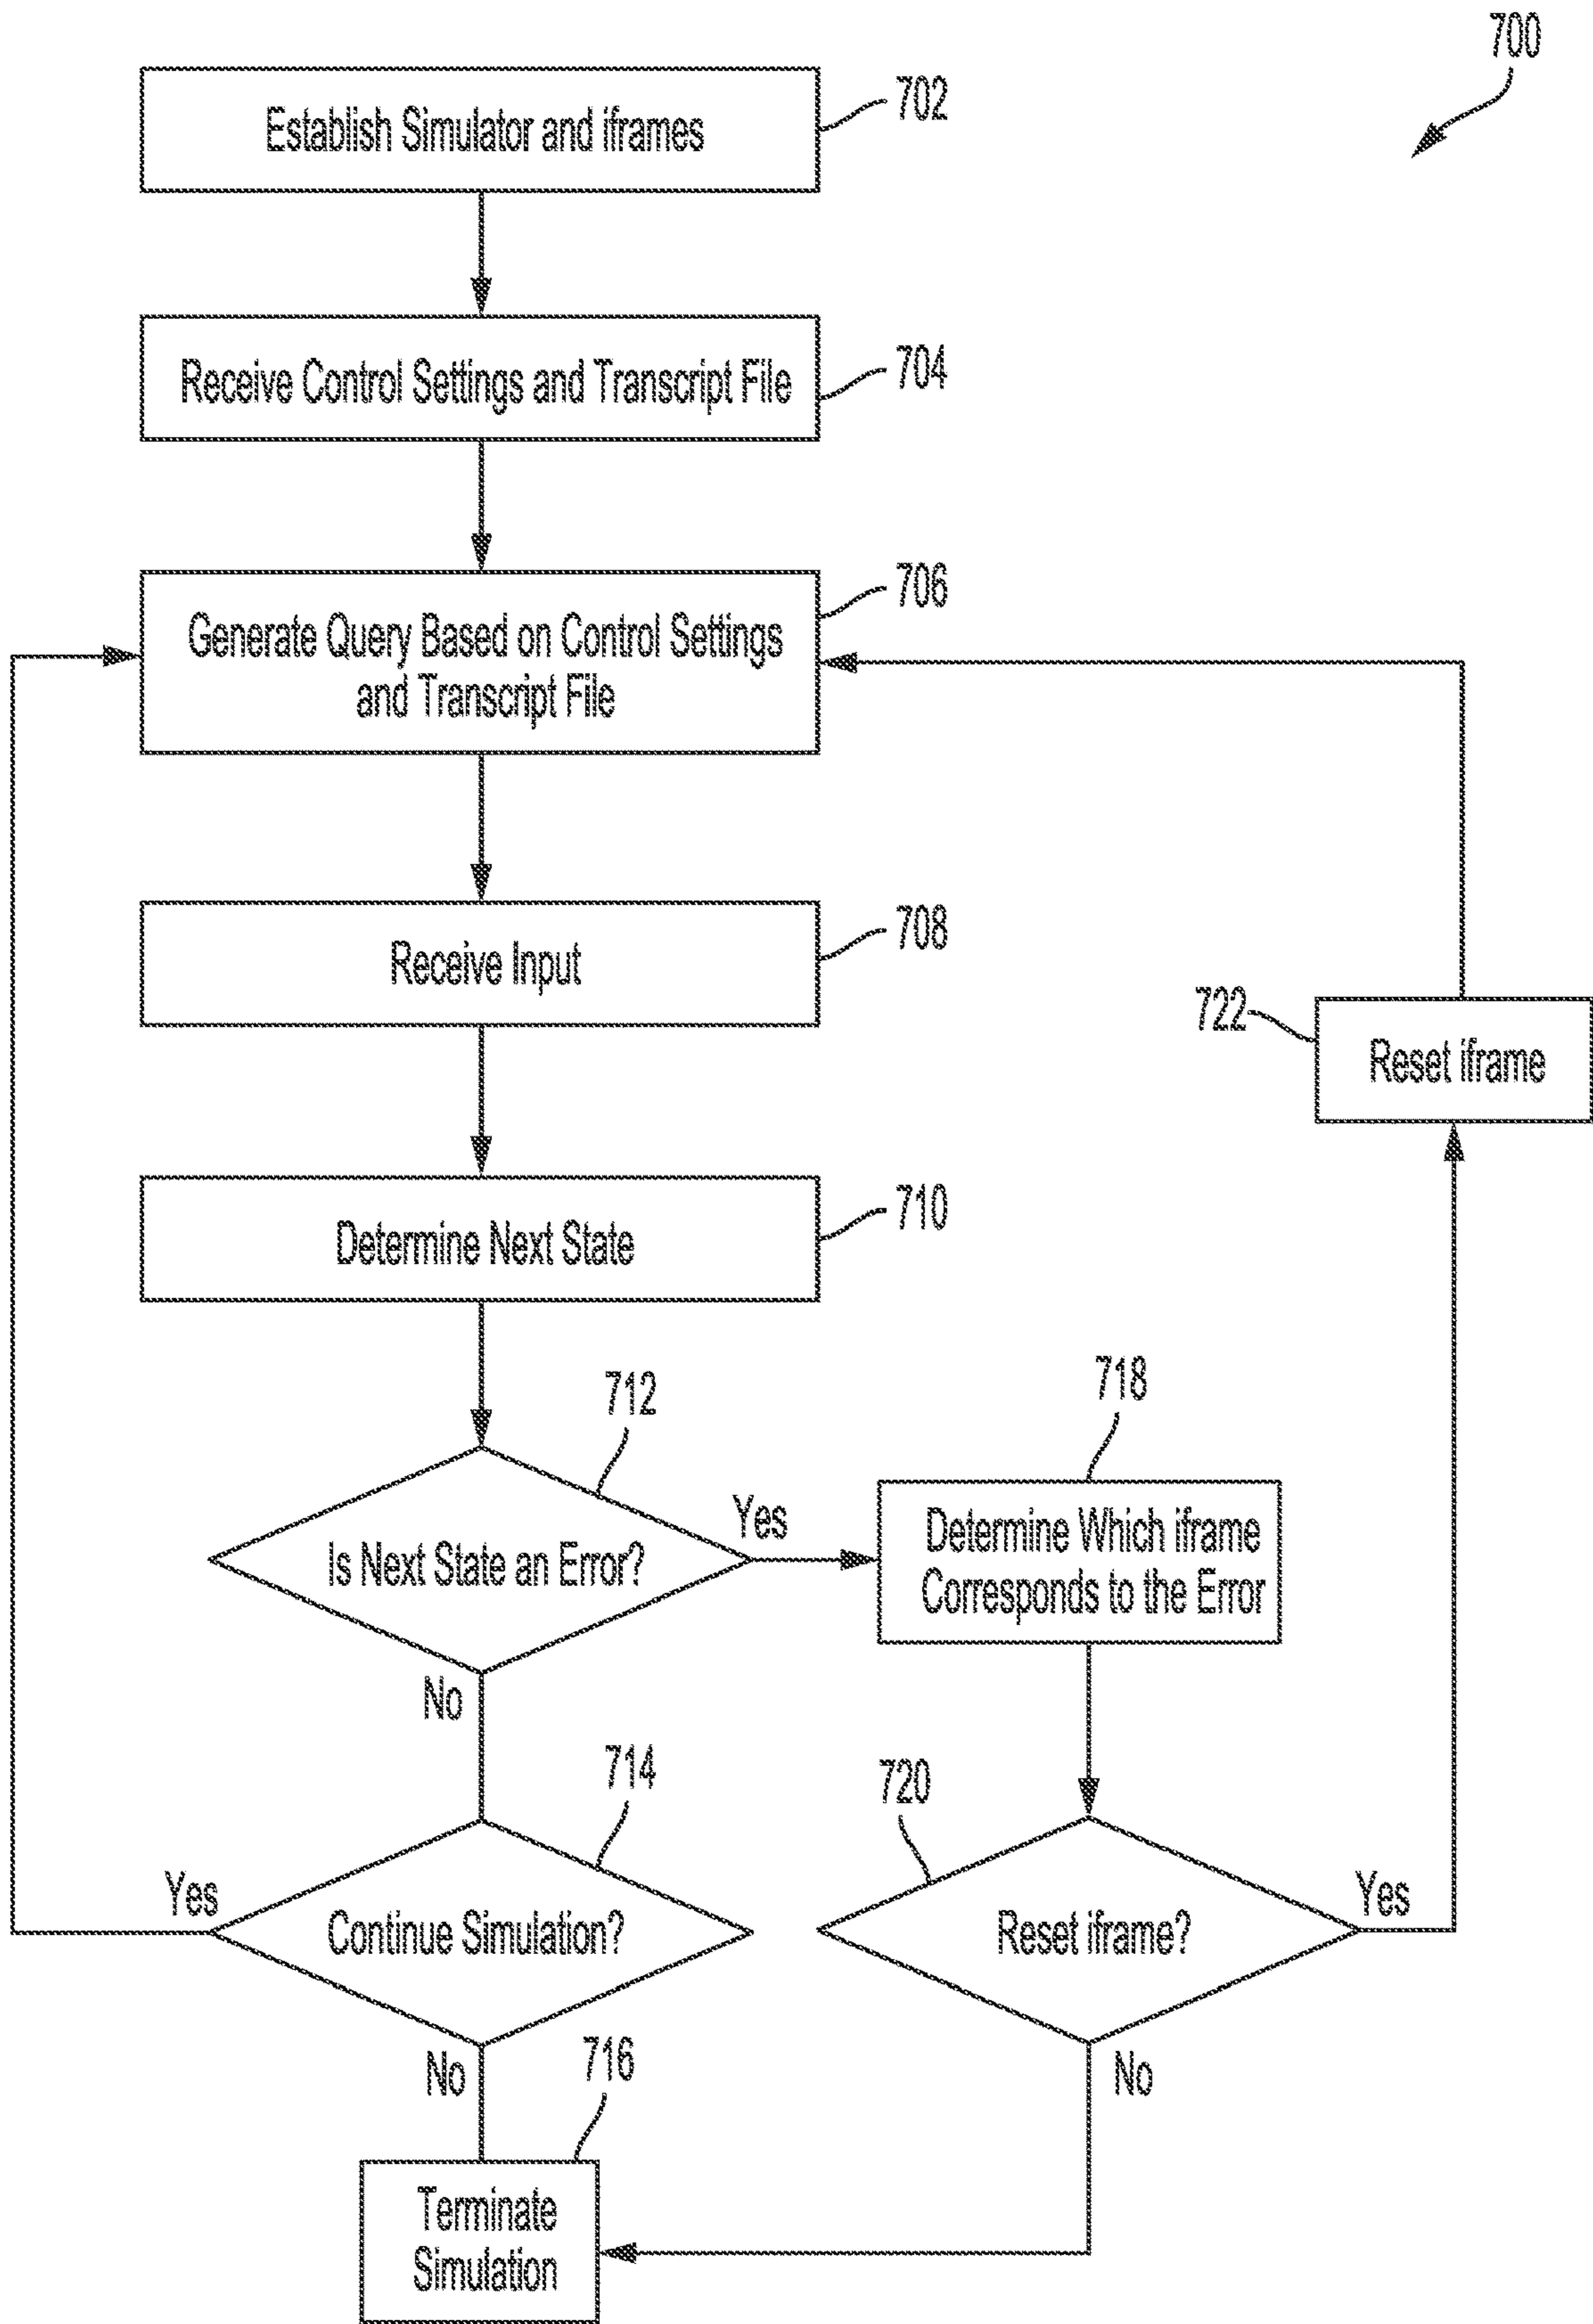 700
Establish Simulator and iframes
702
Receive Control Settings and Transcript File
704
Generate Query Based on Control Settings
and Transcript File
706
Receive Input
708
722
Reset iframe
Determine Next State
710
712
Is Next State an Error?
Yes
No
718
Determine Which iframe
Corresponds to the Error
714
Continue Simulation?
Yes
No
720
Reset iframe?
Yes
No
716
Terminate
Simulation